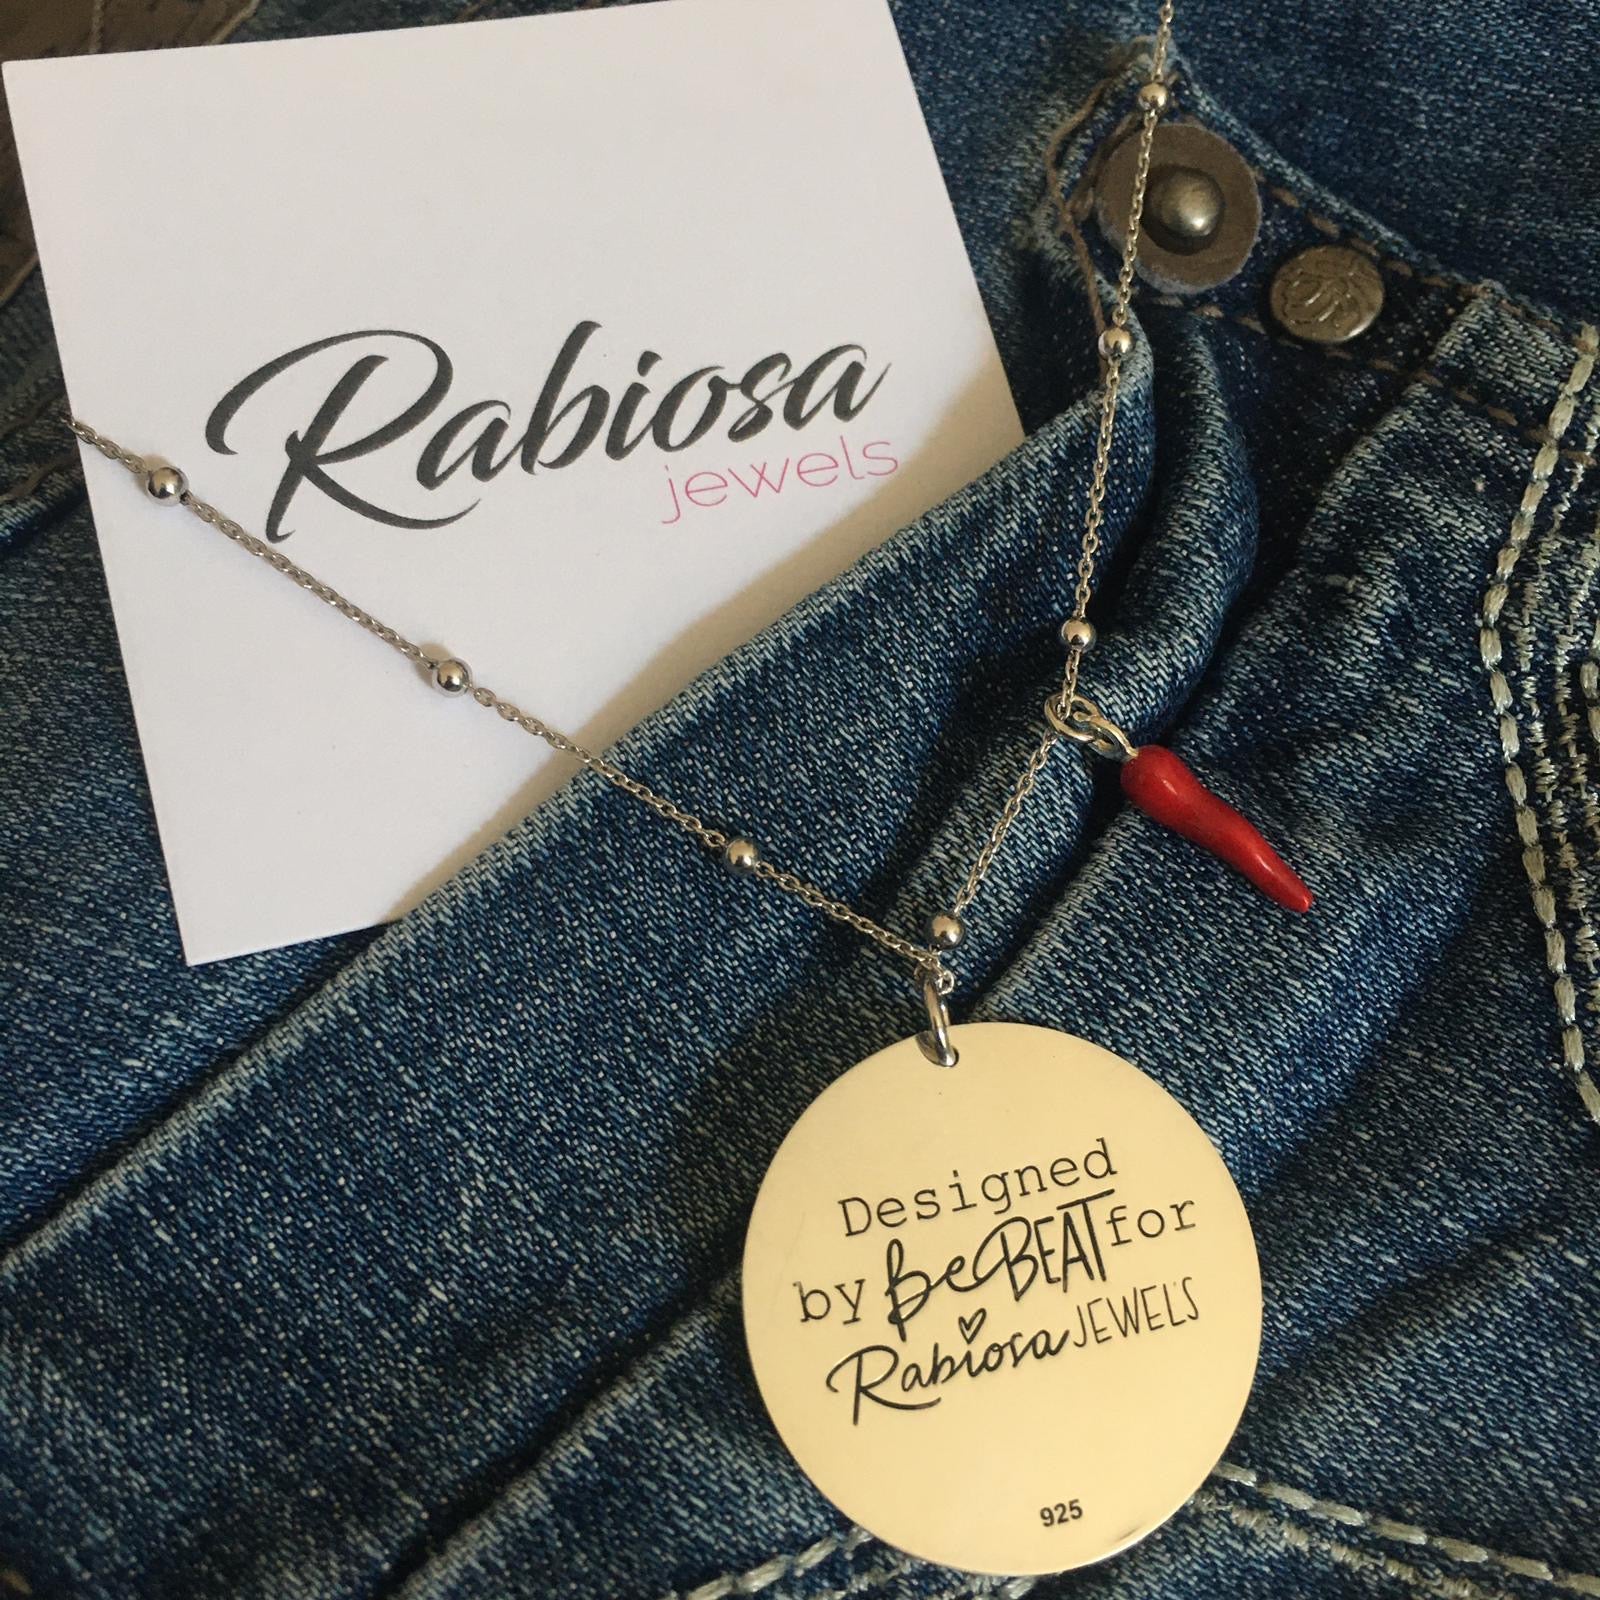 Rabiosa
jewels
Designed
by BeBEAT for
Rabiosa JEWELS
925